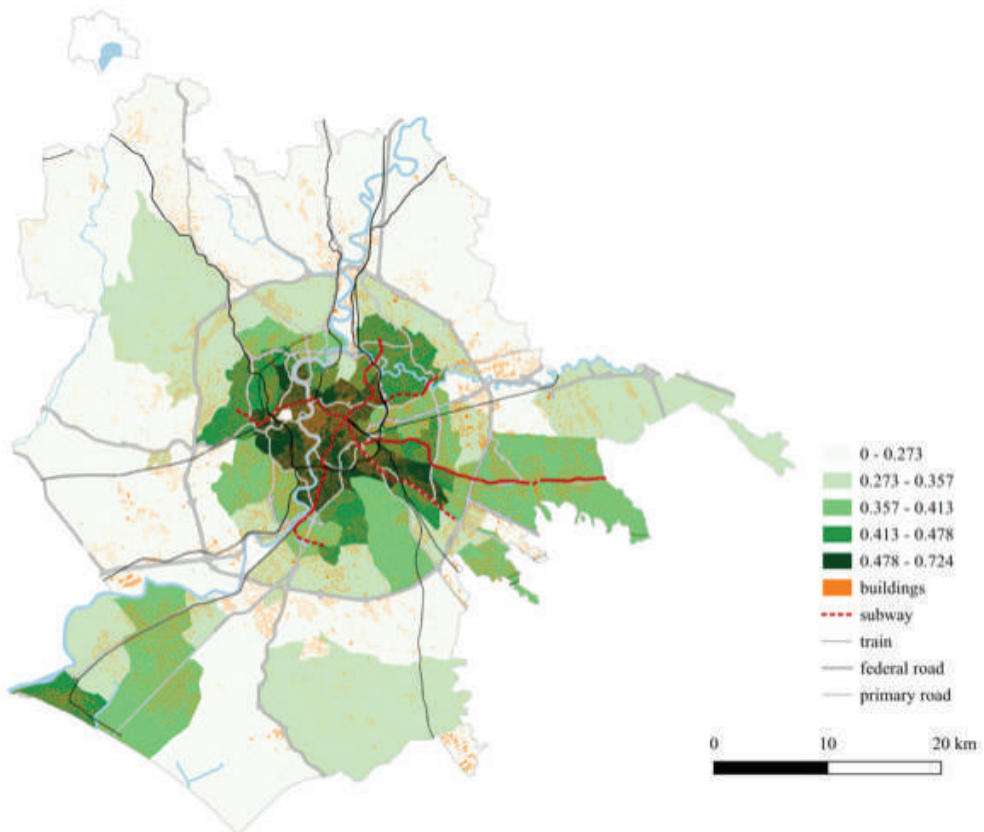 0 - 0.273
0.273 - 0.357
0.357 - 0.413
0.413 - 0.478
0.478 - 0.724
buildings
subway
train
federal road
primary road
0 10 20 km